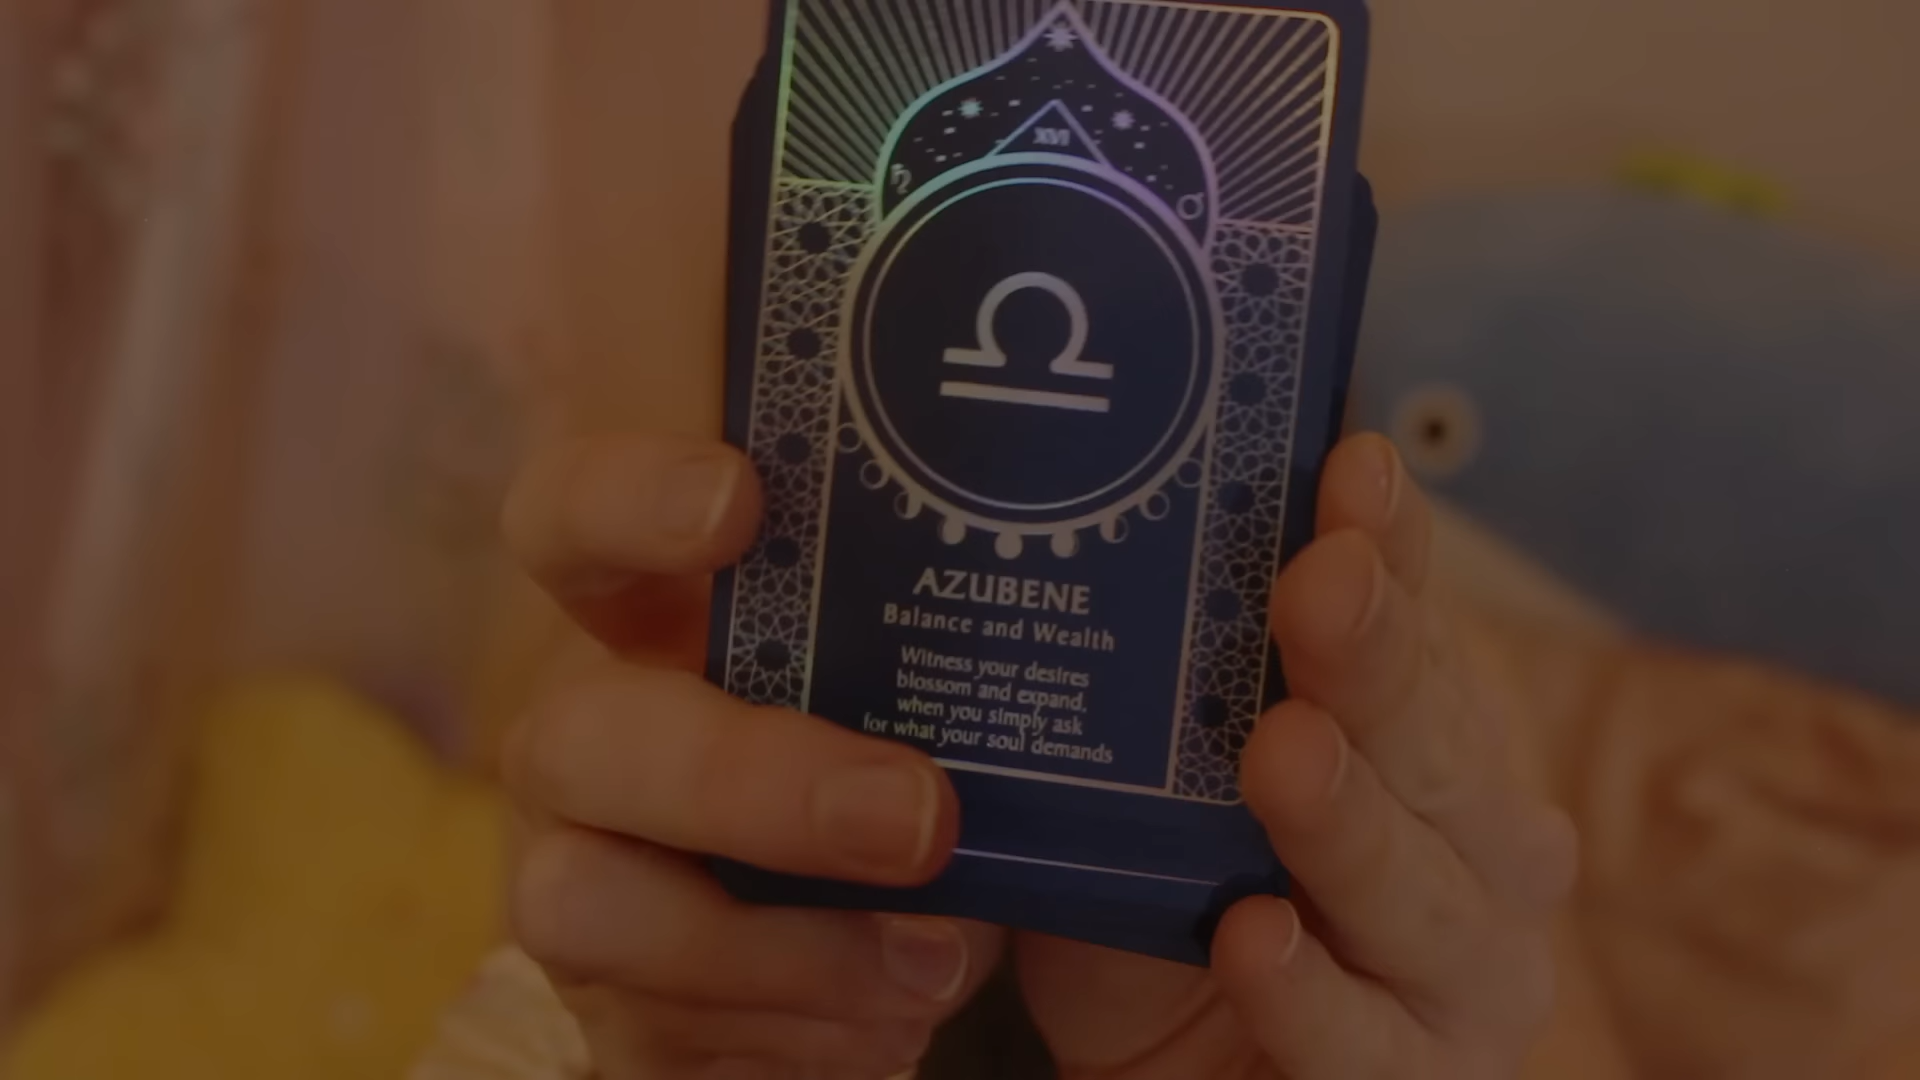 XVI
♄ ♂
♎
AZUBENE
Balance and Wealth
Witness your desires
blossom and expand,
when you simply ask
for what your soul demands